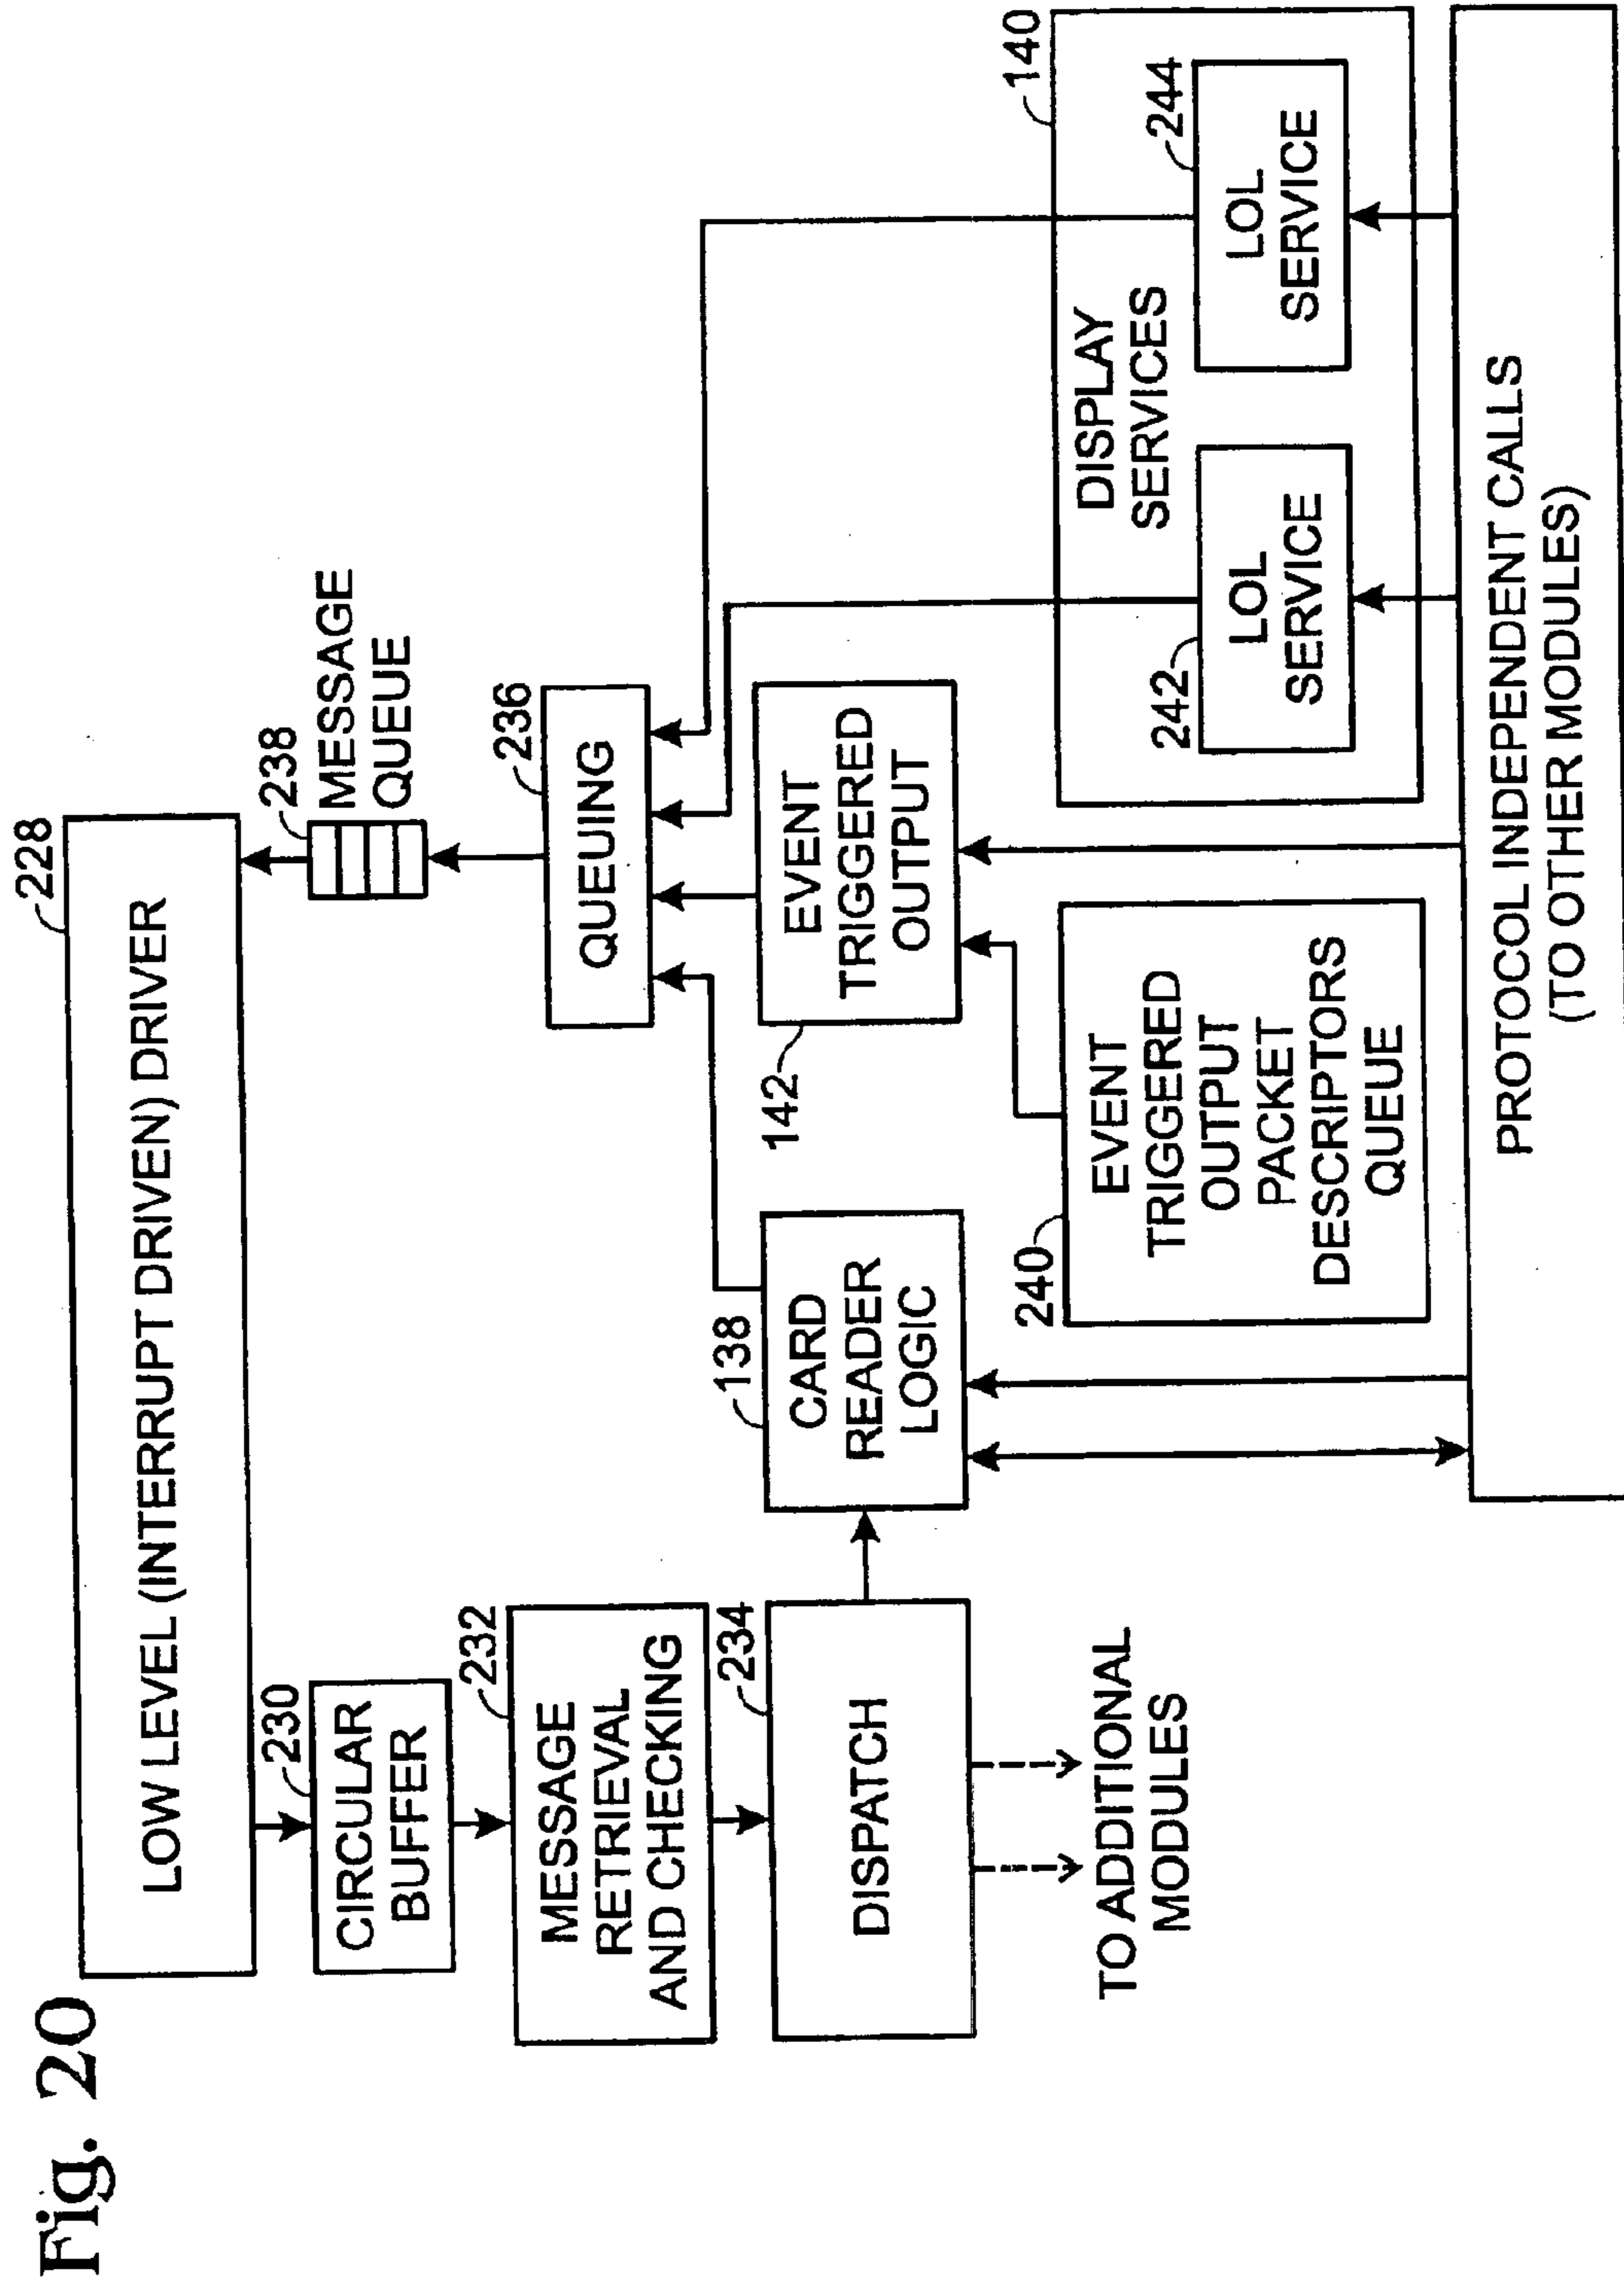 Fig. 20
228
LOW LEVEL (INTERRUPT DRIVEN) DRIVER
230
CIRCULAR
BUFFER
238
MESSAGE
QUEUE
232
MESSAGE
RETRIEVAL
AND CHECKING
236
QUEUING
234
DISPATCH
138
CARD
READER
LOGIC
142
EVENT
TRIGGERED
OUTPUT
TO ADDITIONAL
MODULES
240
EVENT
TRIGGERED
OUTPUT
PACKET
DESCRIPTORS
QUEUE
140
DISPLAY
SERVICES
242
LOL
SERVICE
244
LOL
SERVICE
PROTOCOL INDEPENDENT CALLS
(TO OTHER MODULES)